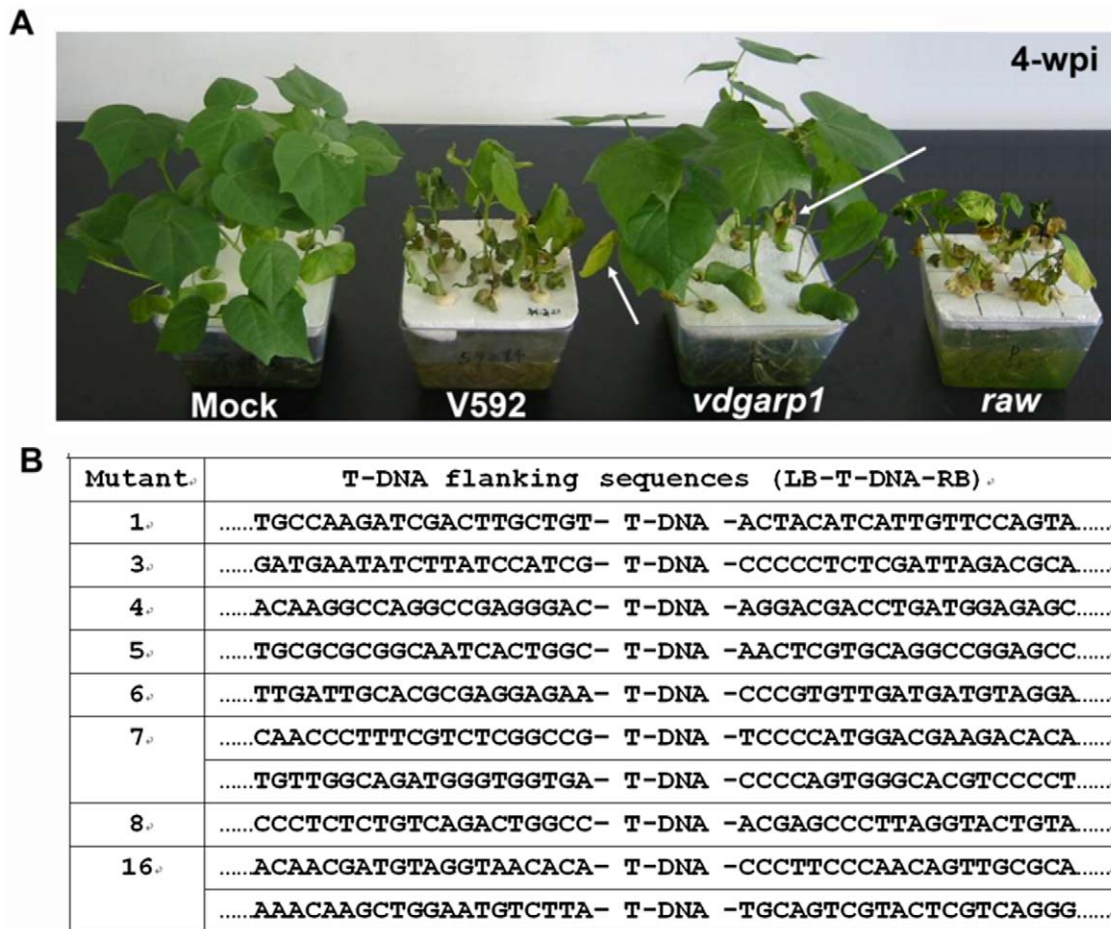 A
4-wpi
Mock
V592
vdgarp1
raw
B
Mutant T-DNA flanking sequences (LB-T-DNA-RB)
1 ……TGCCAAGATCGACTTGCTGT- T-DNA -ACTACATCATTGTTCCAGTA……
3 ……GATGAATATCTTATCCATCG- T-DNA -CCCCCTCTCGATTAGACGCA……
4 ……ACAAGGCCAGGCCGAGGGAC- T-DNA -AGGACGACCTGATGGAGAGC……
5 ……TGCGCGCGGCAATCACTGGC- T-DNA -AACTCGTGCAGGCCGGAGCC……
6 ……TTGATTGCACGCGAGGAGAA- T-DNA -CCCGTGTTGATGATGTAGGA……
7 ……CAACCCTTTCGTCTCGGCCG- T-DNA -TCCCCATGGACGAAGACACA……
……TGTTGGCAGATGGGTGGTGA- T-DNA -CCCCAGTGGGCACGTCCCCT……
8 ……CCCTCTCTGTCAGACTGGCC- T-DNA -ACGAGCCCTTAGGTACTGTA……
16 ……ACAACGATGTAGGTAACACA- T-DNA -CCCTTCCCAACAGTTGCGCA……
……AAACAAGCTGGAATGTCTTA- T-DNA -TGCAGTCGTACTCGTCAGGG……